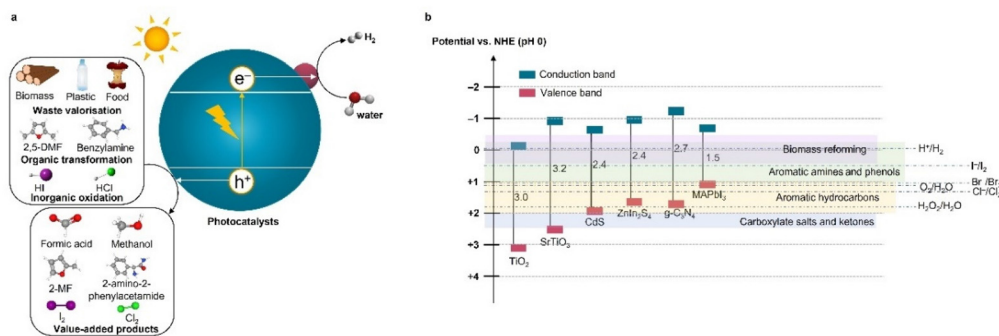 a
H₂
e⁻
Biomass
Plastic
Food
Waste valorisation
water
2,5-DMF
Benzylamine
Organic transformation
HI
HCl
Inorganic oxidation
h⁺
Photocatalysts
Formic acid
Methanol
2-MF
2-amino-2-
phenylacetamide
I₂
Cl₂
Value-added products
b
Potential vs. NHE (pH 0)
Conduction band
Valence band
−2
−1
0
+1
+2
+3
+4
3.0
3.2
2.4
2.4
2.7
1.5
TiO₂
SrTiO₃
CdS
ZnIn₂S₄
g-C₃N₄
MAPbI₃
Biomass reforming
Aromatic amines and phenols
Aromatic hydrocarbons
Carboxylate salts and ketones
H⁺/H₂
I⁻/I₂
O₂/H₂O
H₂O₂/H₂O